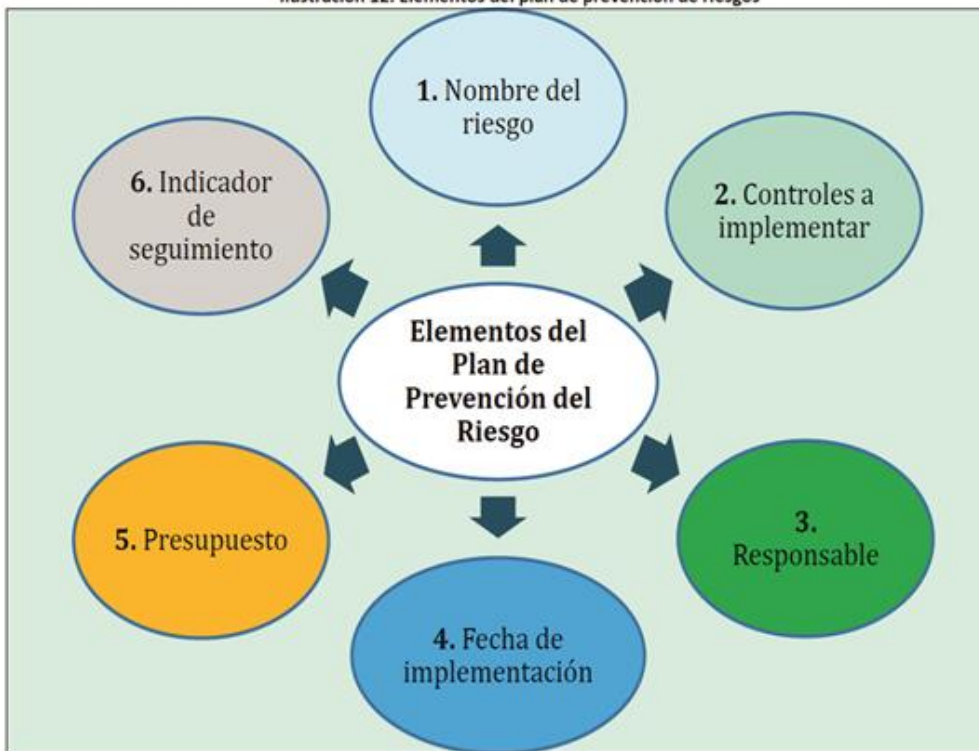 Ilustración 12. Elementos del plan de prevención de riesgos
1. Nombre del
riesgo
2. Controles a
implementar
3.
Responsable
4. Fecha de
implementación
5. Presupuesto
6. Indicador
de
seguimiento
Elementos del
Plan de
Prevención del
Riesgo